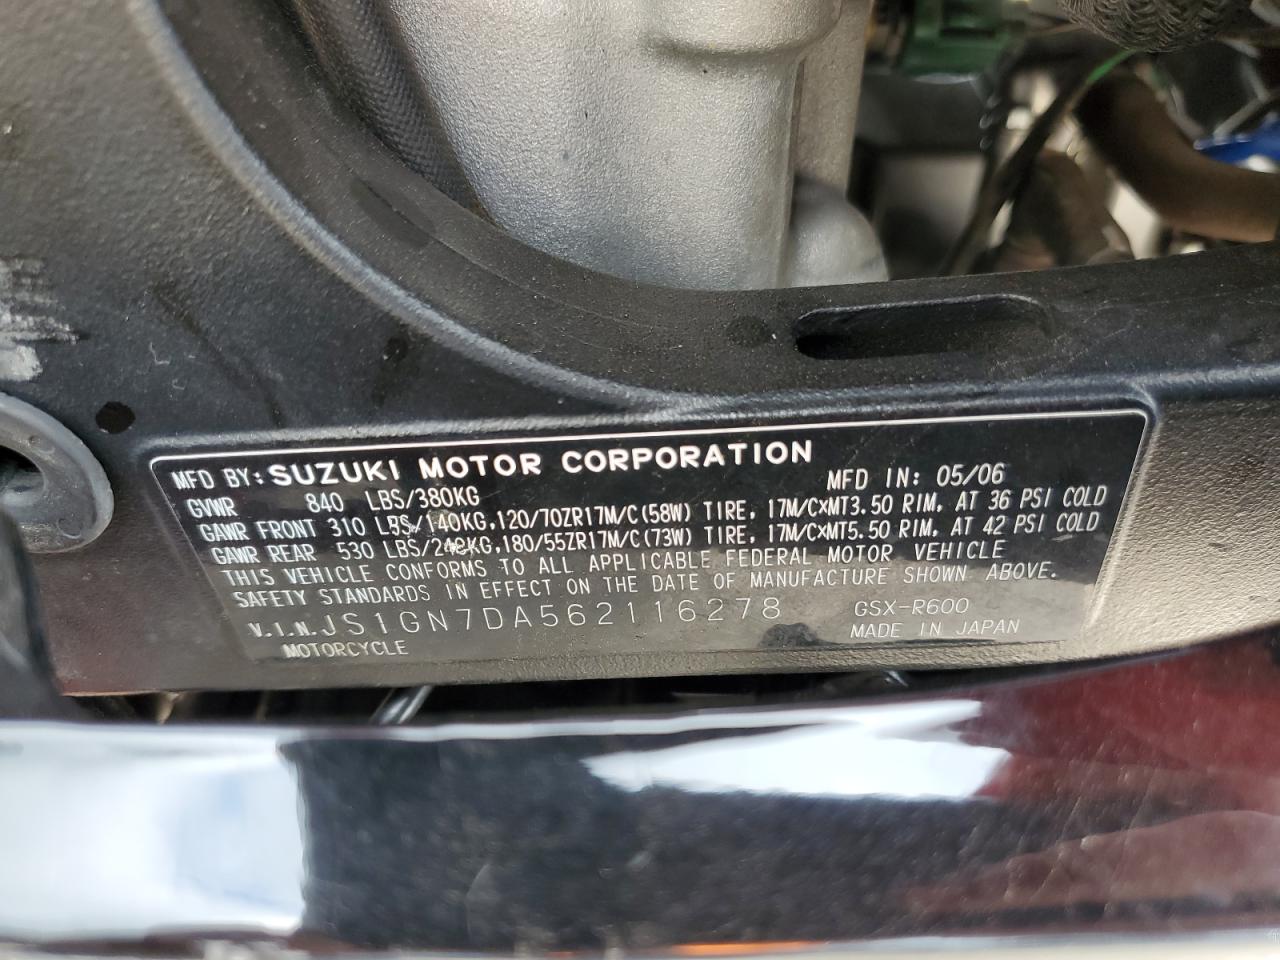 MFD BY: SUZUKI MOTOR CORPORATION MFD IN: 05/06
GVWR 840 LBS/380KG
GAWR FRONT 310 LBS/140KG,120/70ZR17M/C(58W) TIRE, 17M/C×MT3.50 RIM, AT 36 PSI COLD
GAWR REAR 530 LBS/240KG,180/55ZR17M/C(73W) TIRE, 17M/C×MT5.50 RIM, AT 42 PSI COLD
THIS VEHICLE CONFORMS TO ALL APPLICABLE FEDERAL MOTOR VEHICLE
SAFETY STANDARDS IN EFFECT ON THE DATE OF MANUFACTURE SHOWN ABOVE.
V.I.N. JS1GN7DA562116278 GSX-R600
MOTORCYCLE MADE IN JAPAN